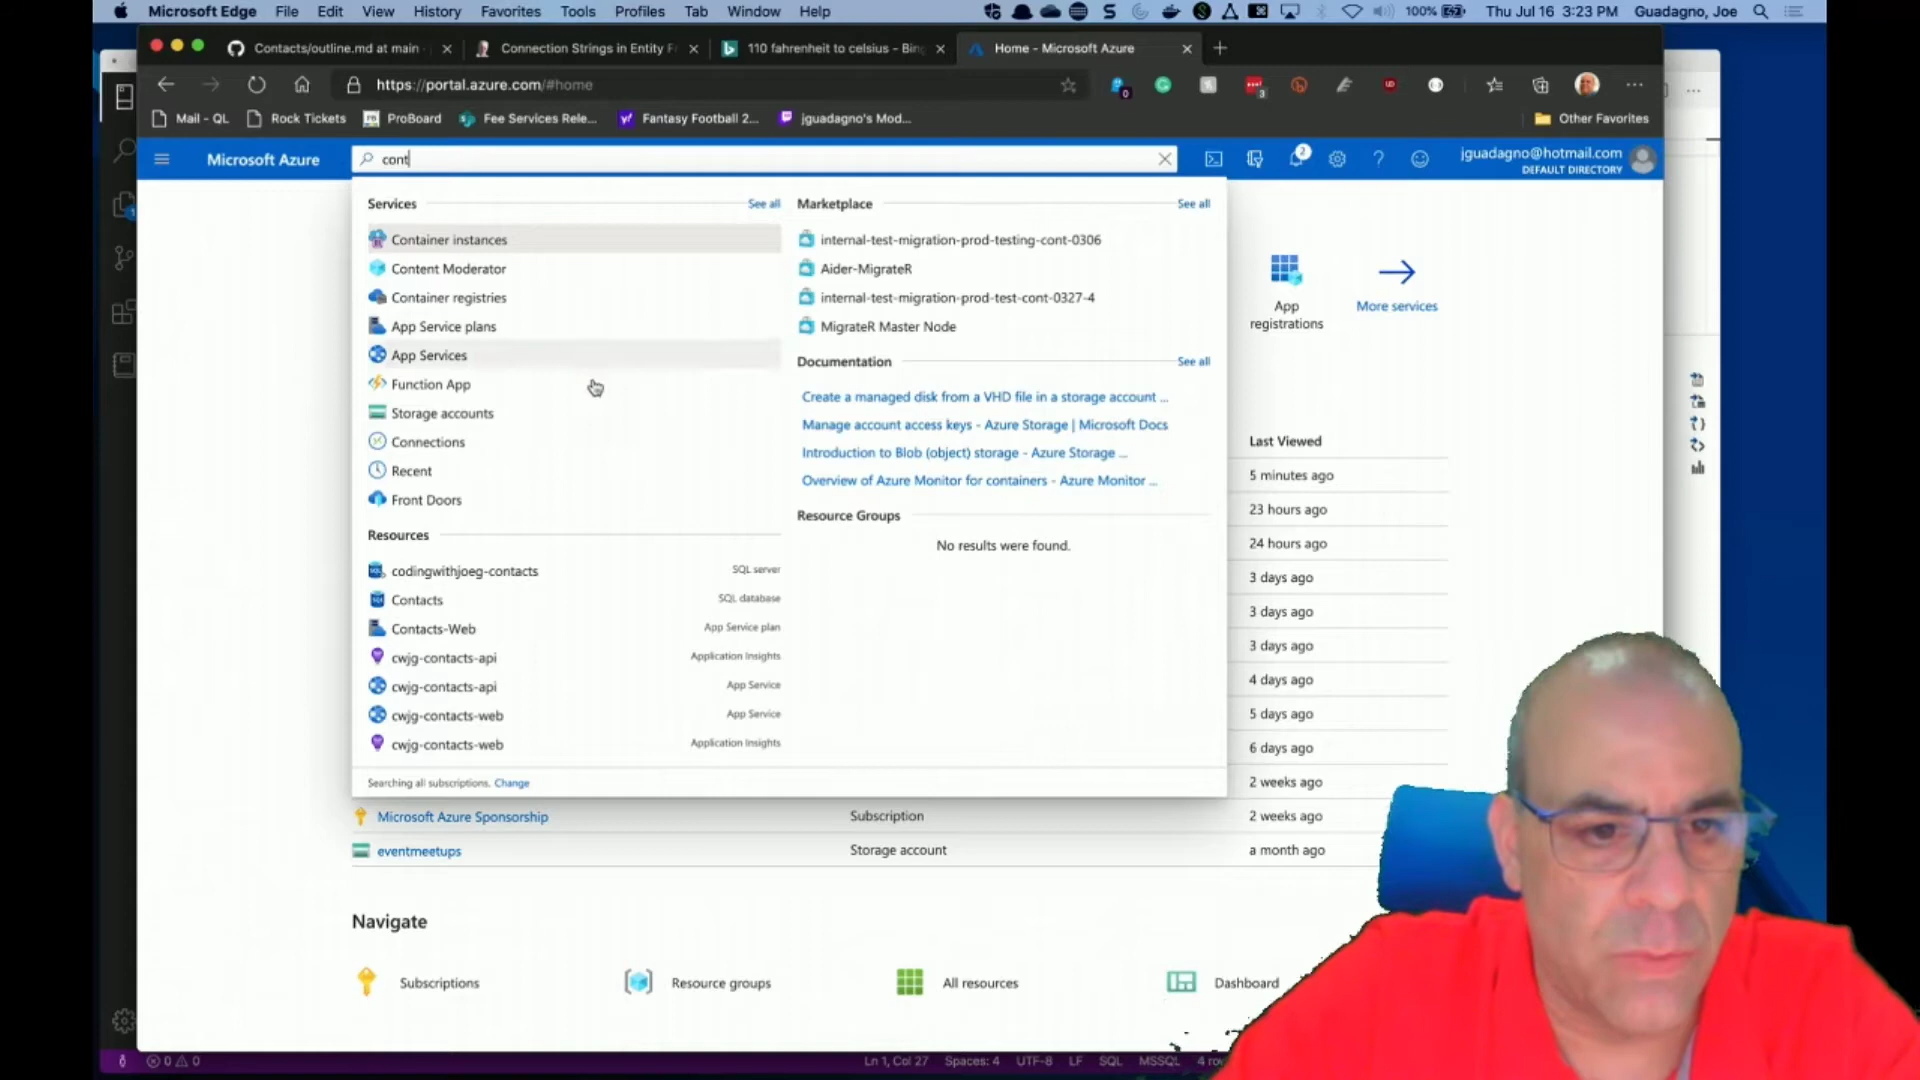 Microsoft Edge File Edit View History Favorites Tools Profiles Tab Window Help 100% Thu Jul 16 3:23 PM Guadagno, Joe
Contacts/outline.md at main Connection Strings in Entity F 110 fahrenheit to celsius - Bing Home - Microsoft Azure
https://portal.azure.com/#home
Mail - QL Rock Tickets ProBoard Fee Services Rele... Fantasy Football 2... jguadagno's Mod... Other Favorites
Microsoft Azure cont jguadagno@hotmail.com
DEFAULT DIRECTORY
Services See all
Container instances
Content Moderator
Container registries
App Service plans
App Services
Function App
Storage accounts
Connections
Recent
Front Doors
Resources
codingwithjoeg-contacts SQL server
Contacts SQL database
Contacts-Web App Service plan
cwjg-contacts-api Application Insights
cwjg-contacts-api App Service
cwjg-contacts-web App Service
cwjg-contacts-web Application Insights
Searching all subscriptions. Change
Marketplace See all
internal-test-migration-prod-testing-cont-0306
Aider-MigrateR
internal-test-migration-prod-test-cont-0327-4
MigrateR Master Node
Documentation See all
Create a managed disk from a VHD file in a storage account ...
Manage account access keys - Azure Storage | Microsoft Docs
Introduction to Blob (object) storage - Azure Storage ...
Overview of Azure Monitor for containers - Azure Monitor ...
Resource Groups
No results were found.
App
registrations
More services
Last Viewed
5 minutes ago
23 hours ago
24 hours ago
3 days ago
3 days ago
3 days ago
4 days ago
5 days ago
6 days ago
2 weeks ago
Microsoft Azure Sponsorship Subscription 2 weeks ago
eventmeetups Storage account a month ago
Navigate
Subscriptions Resource groups All resources Dashboard
0 0 Ln 1, Col 27 Spaces: 4 UTF-8 LF SQL MSSQL